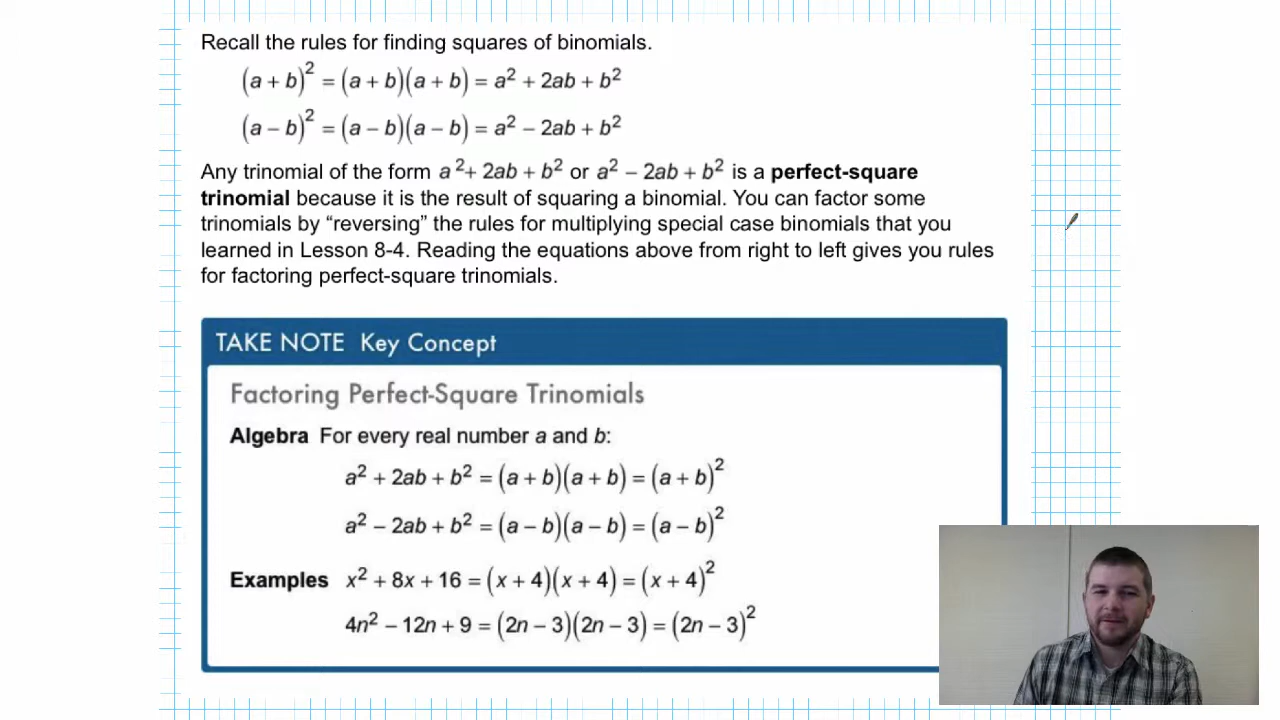 Recall the rules for finding squares of binomials.
(a + b)² = (a + b)(a + b) = a² + 2ab + b²
(a − b)² = (a − b)(a − b) = a² − 2ab + b²
Any trinomial of the form a² + 2ab + b² or a² − 2ab + b² is a perfect-square
trinomial because it is the result of squaring a binomial. You can factor some
trinomials by “reversing” the rules for multiplying special case binomials that you
learned in Lesson 8-4. Reading the equations above from right to left gives you rules
for factoring perfect-square trinomials.
TAKE NOTE Key Concept
Factoring Perfect-Square Trinomials
Algebra For every real number a and b:
a² + 2ab + b² = (a + b)(a + b) = (a + b)²
a² − 2ab + b² = (a − b)(a − b) = (a − b)²
Examples x² + 8x + 16 = (x + 4)(x + 4) = (x + 4)²
4n² − 12n + 9 = (2n − 3)(2n − 3) = (2n − 3)²